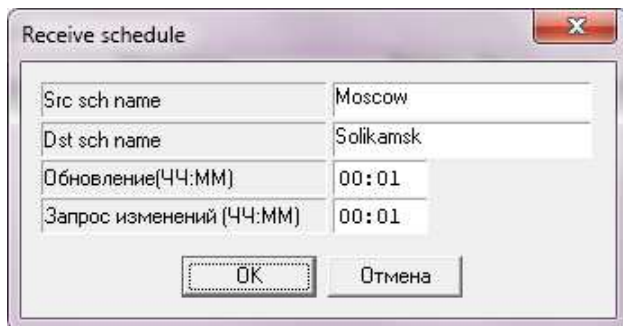 Receive schedule
Src sch name Moscow
Dst sch name Solikamsk
Обновление(ЧЧ:ММ) 00:01
Запрос изменений (ЧЧ:ММ) 00:01
OK Отмена